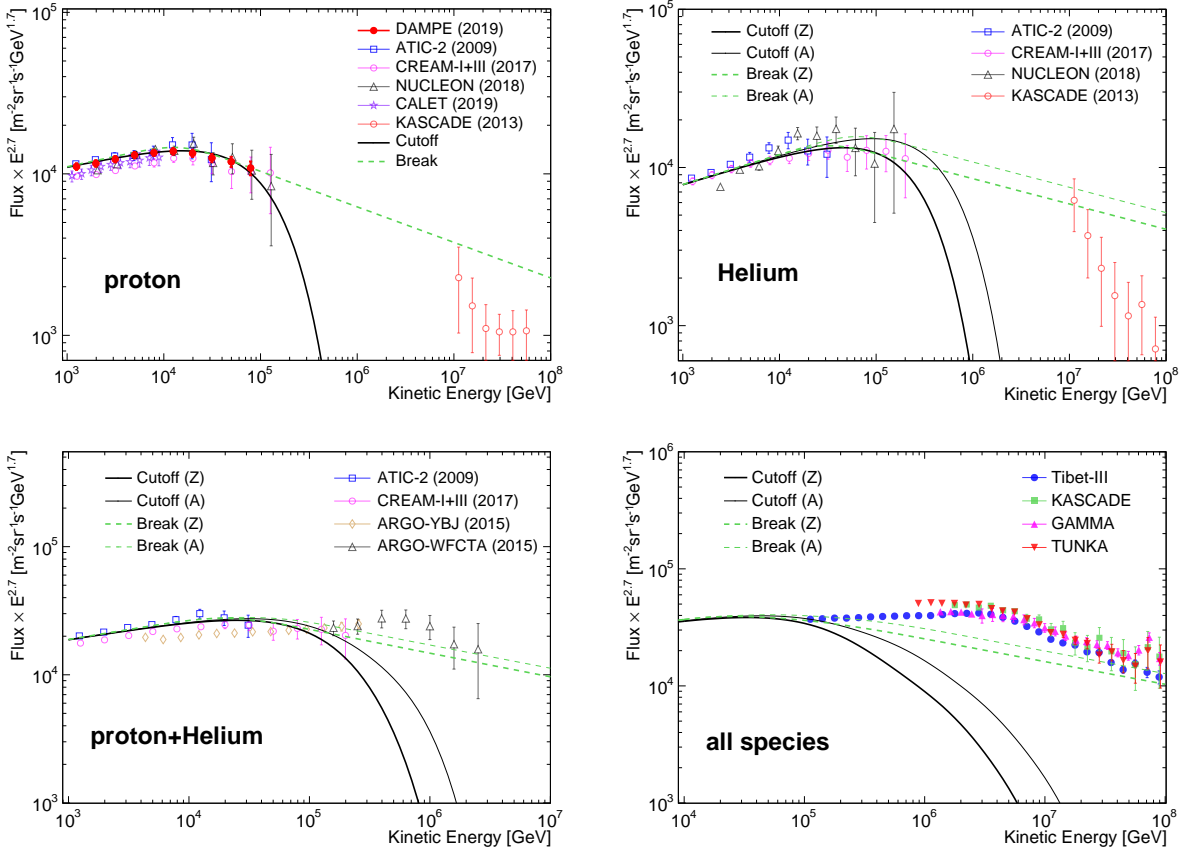 Flux × E^2.7 [m^-2sr^-1s^-1GeV^1.7]
10^5
10^4
10^3
DAMPE (2019)
ATIC-2 (2009)
CREAM-I+III (2017)
NUCLEON (2018)
CALET (2019)
KASCADE (2013)
Cutoff
Break
proton
10^3 10^4 10^5 10^6 10^7 10^8
Kinetic Energy [GeV]
Flux × E^2.7 [m^-2sr^-1s^-1GeV^1.7]
10^5
10^4
10^3
Cutoff (Z)
Cutoff (A)
Break (Z)
Break (A)
ATIC-2 (2009)
CREAM-I+III (2017)
NUCLEON (2018)
KASCADE (2013)
Helium
10^3 10^4 10^5 10^6 10^7 10^8
Kinetic Energy [GeV]
Flux × E^2.7 [m^-2sr^-1s^-1GeV^1.7]
10^5
10^4
10^3
Cutoff (Z)
Cutoff (A)
Break (Z)
Break (A)
ATIC-2 (2009)
CREAM-I+III (2017)
ARGO-YBJ (2015)
ARGO-WFCTA (2015)
proton+Helium
10^3 10^4 10^5 10^6 10^7
Kinetic Energy [GeV]
Flux × E^2.7 [m^-2sr^-1s^-1GeV^1.7]
10^6
10^5
10^4
10^3
Cutoff (Z)
Cutoff (A)
Break (Z)
Break (A)
Tibet-III
KASCADE
GAMMA
TUNKA
all species
10^4 10^5 10^6 10^7 10^8
Kinetic Energy [GeV]